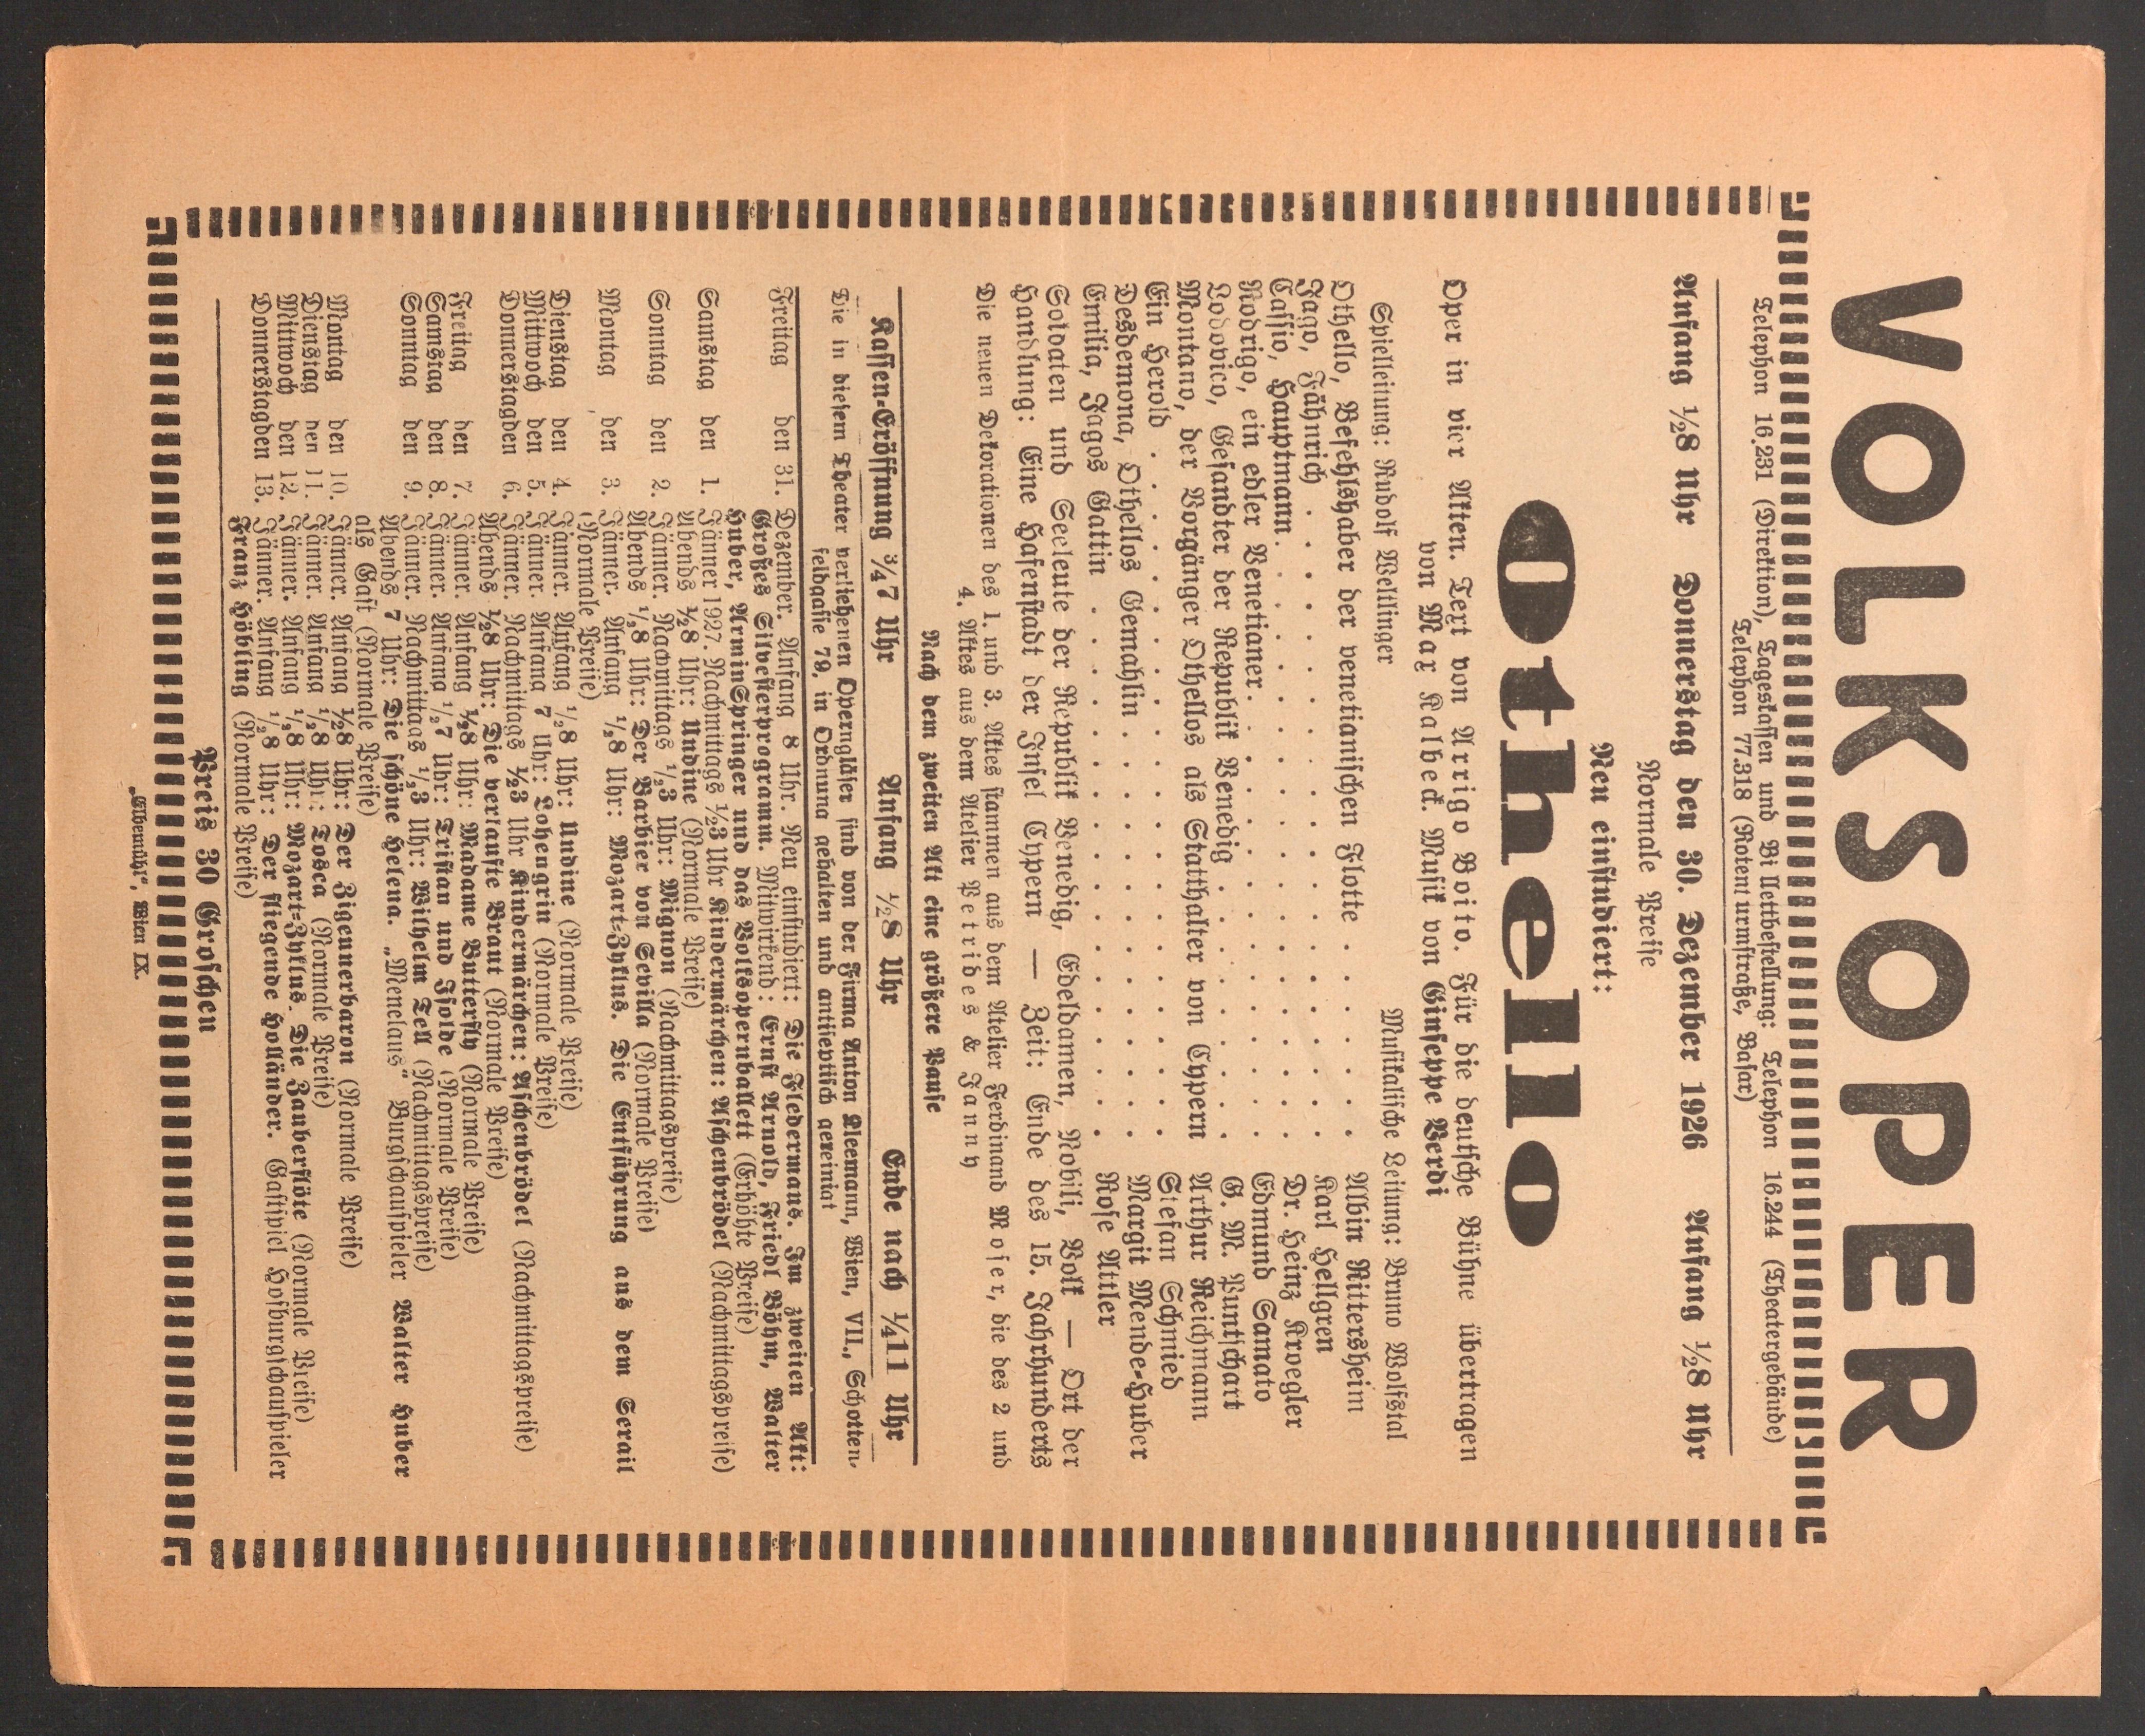 VOLKSOPER
Telephon 16.231 (Direktion), Tageskassen und Billettbestellung: Telephon 16.244 (Theatergebäude)
Telephon 77.318 (Rotenturmstraße, Basar)
Anfang ½8 Uhr Donnerstag den 30. Dezember 1926 Anfang ½8 Uhr
Normale Preise
Neu einstudiert:
Othello
Oper in vier Akten. Text von Arrigo Boito. Für die deutsche Bühne übertragen
von Max Kalbeck. Musik von Giuseppe Verdi
Spielleitung: Rudolf Weltlinger Musikalische Leitung: Bruno Wolfstal
Othello, Befehlshaber der venetianischen Flotte . . . . . . . Albin Rittersheim
Jago, Fähnrich . . . . . . . . . . . . . . . . Karl Hellgren
Cassio, Hauptmann . . . . . . . . . . . . . . . Dr. Heinz Kroegler
Rodrigo, ein edler Venetianer . . . . . . . . . . . . Edmund Samato
Lodovico, Gesandter der Republik Venedig . . . . . . . . . G. M. Puntschart
Montano, der Vorgänger Othellos als Statthalter von Cypern Arthur Reichmann
Ein Herold . . . . . . . . . . . . . . . . . . Stefan Schmied
Desdemona, Othellos Gemahlin . . . . . . . . . . . . Margit Mende-Huber
Emilia, Jagos Gattin . . . . . . . . . . . . . . . Rose Attler
Soldaten und Seeleute der Republik Venedig, Edeldamen, Nobili, Volk — Ort der
Handlung: Eine Hafenstadt der Insel Cypern — Zeit: Ende des 15. Jahrhunderts
Die neuen Dekorationen des 1. und 3. Aktes stammen aus dem Atelier Ferdinand Moser, die des 2 und
4. Aktes aus dem Atelier Petrides & Janny
Nach dem zweiten Akt eine größere Pause
Kassen-Eröffnung ¾7 Uhr Anfang ½8 Uhr Ende nach ¼11 Uhr
Die in diesem Theater verliehenen Operngläser sind von der Firma Anton Kleemann, Wien, VII., Schotten-
feldgasse 79, in Ordnung gehalten und antiseptisch gereinigt
Freitag den 31. Dezember. Anfang 8 Uhr. Neu einstudiert: Die Fledermaus. Im zweiten Akt:
Großes Silvesterprogramm. Mitwirkend: Ernst Arnold, Friedl Böhm, Walter
Huber, Armin Springer und das Volksopernballett (Erhöhte Preise)
Samstag den 1. Jänner 1927. Nachmittags ½3 Uhr Kindermärchen: Aschenbrödel (Nachmittagspreise)
Abends ½8 Uhr: Undine (Normale Preise)
Sonntag den 2. Jänner. Nachmittags ½3 Uhr: Mignon (Nachmittagspreise)
Abends ½8 Uhr: Der Barbier von Sevilla (Normale Preise)
Montag den 3. Jänner. Anfang ½8 Uhr: Mozart-Zyklus. Die Entführung aus dem Serail
(Normale Preise)
Dienstag den 4. Jänner. Anfang ½8 Uhr: Undine (Normale Preise)
Mittwoch den 5. Jänner. Anfang 7 Uhr: Lohengrin (Normale Preise)
Donnerstag den 6. Jänner. Nachmittags ½3 Uhr Kindermärchen: Aschenbrödel (Nachmittagspreise)
Abends ½8 Uhr: Die verkaufte Braut (Normale Preise)
Freitag den 7. Jänner. Anfang ½8 Uhr: Madame Butterfly (Normale Preise)
Samstag den 8. Jänner. Anfang ½7 Uhr: Tristan und Isolde (Normale Preise)
Sonntag den 9. Jänner. Nachmittags ½3 Uhr: Wilhelm Tell (Nachmittagspreise)
Abends 7 Uhr: Die schöne Helena. „Menelaus“ Burgschauspieler Walter Huber
als Gast (Normale Preise)
Montag den 10. Jänner. Anfang ½8 Uhr: Der Zigeunerbaron (Normale Preise)
Dienstag den 11. Jänner. Anfang ½8 Uhr: Tosca (Normale Preise)
Mittwoch den 12. Jänner. Anfang ½8 Uhr: Mozart-Zyklus. Die Zauberflöte (Normale Preise)
Donnerstag den 13. Jänner. Anfang ½8 Uhr: Der fliegende Holländer. Gastspiel Hofburgschauspieler
Franz Höbling (Normale Preise)
Preis 30 Groschen
„Elbemühl“, Wien IX.